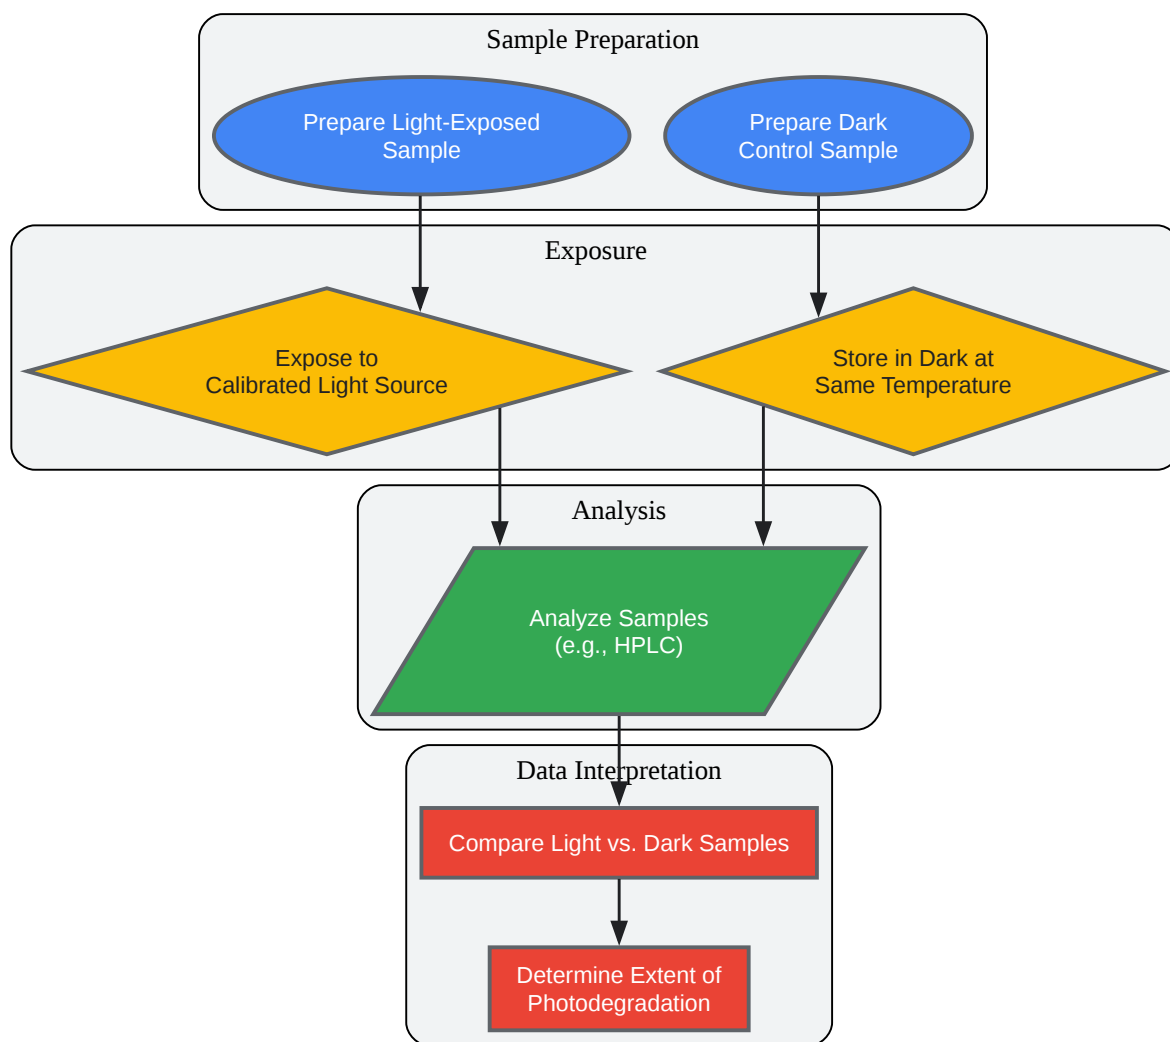 Sample Preparation
Prepare Light-Exposed
Sample
Prepare Dark
Control Sample
Exposure
Expose to
Calibrated Light Source
Store in Dark at
Same Temperature
Analysis
Analyze Samples
(e.g., HPLC)
Data Interpretation
Compare Light vs. Dark Samples
Determine Extent of
Photodegradation